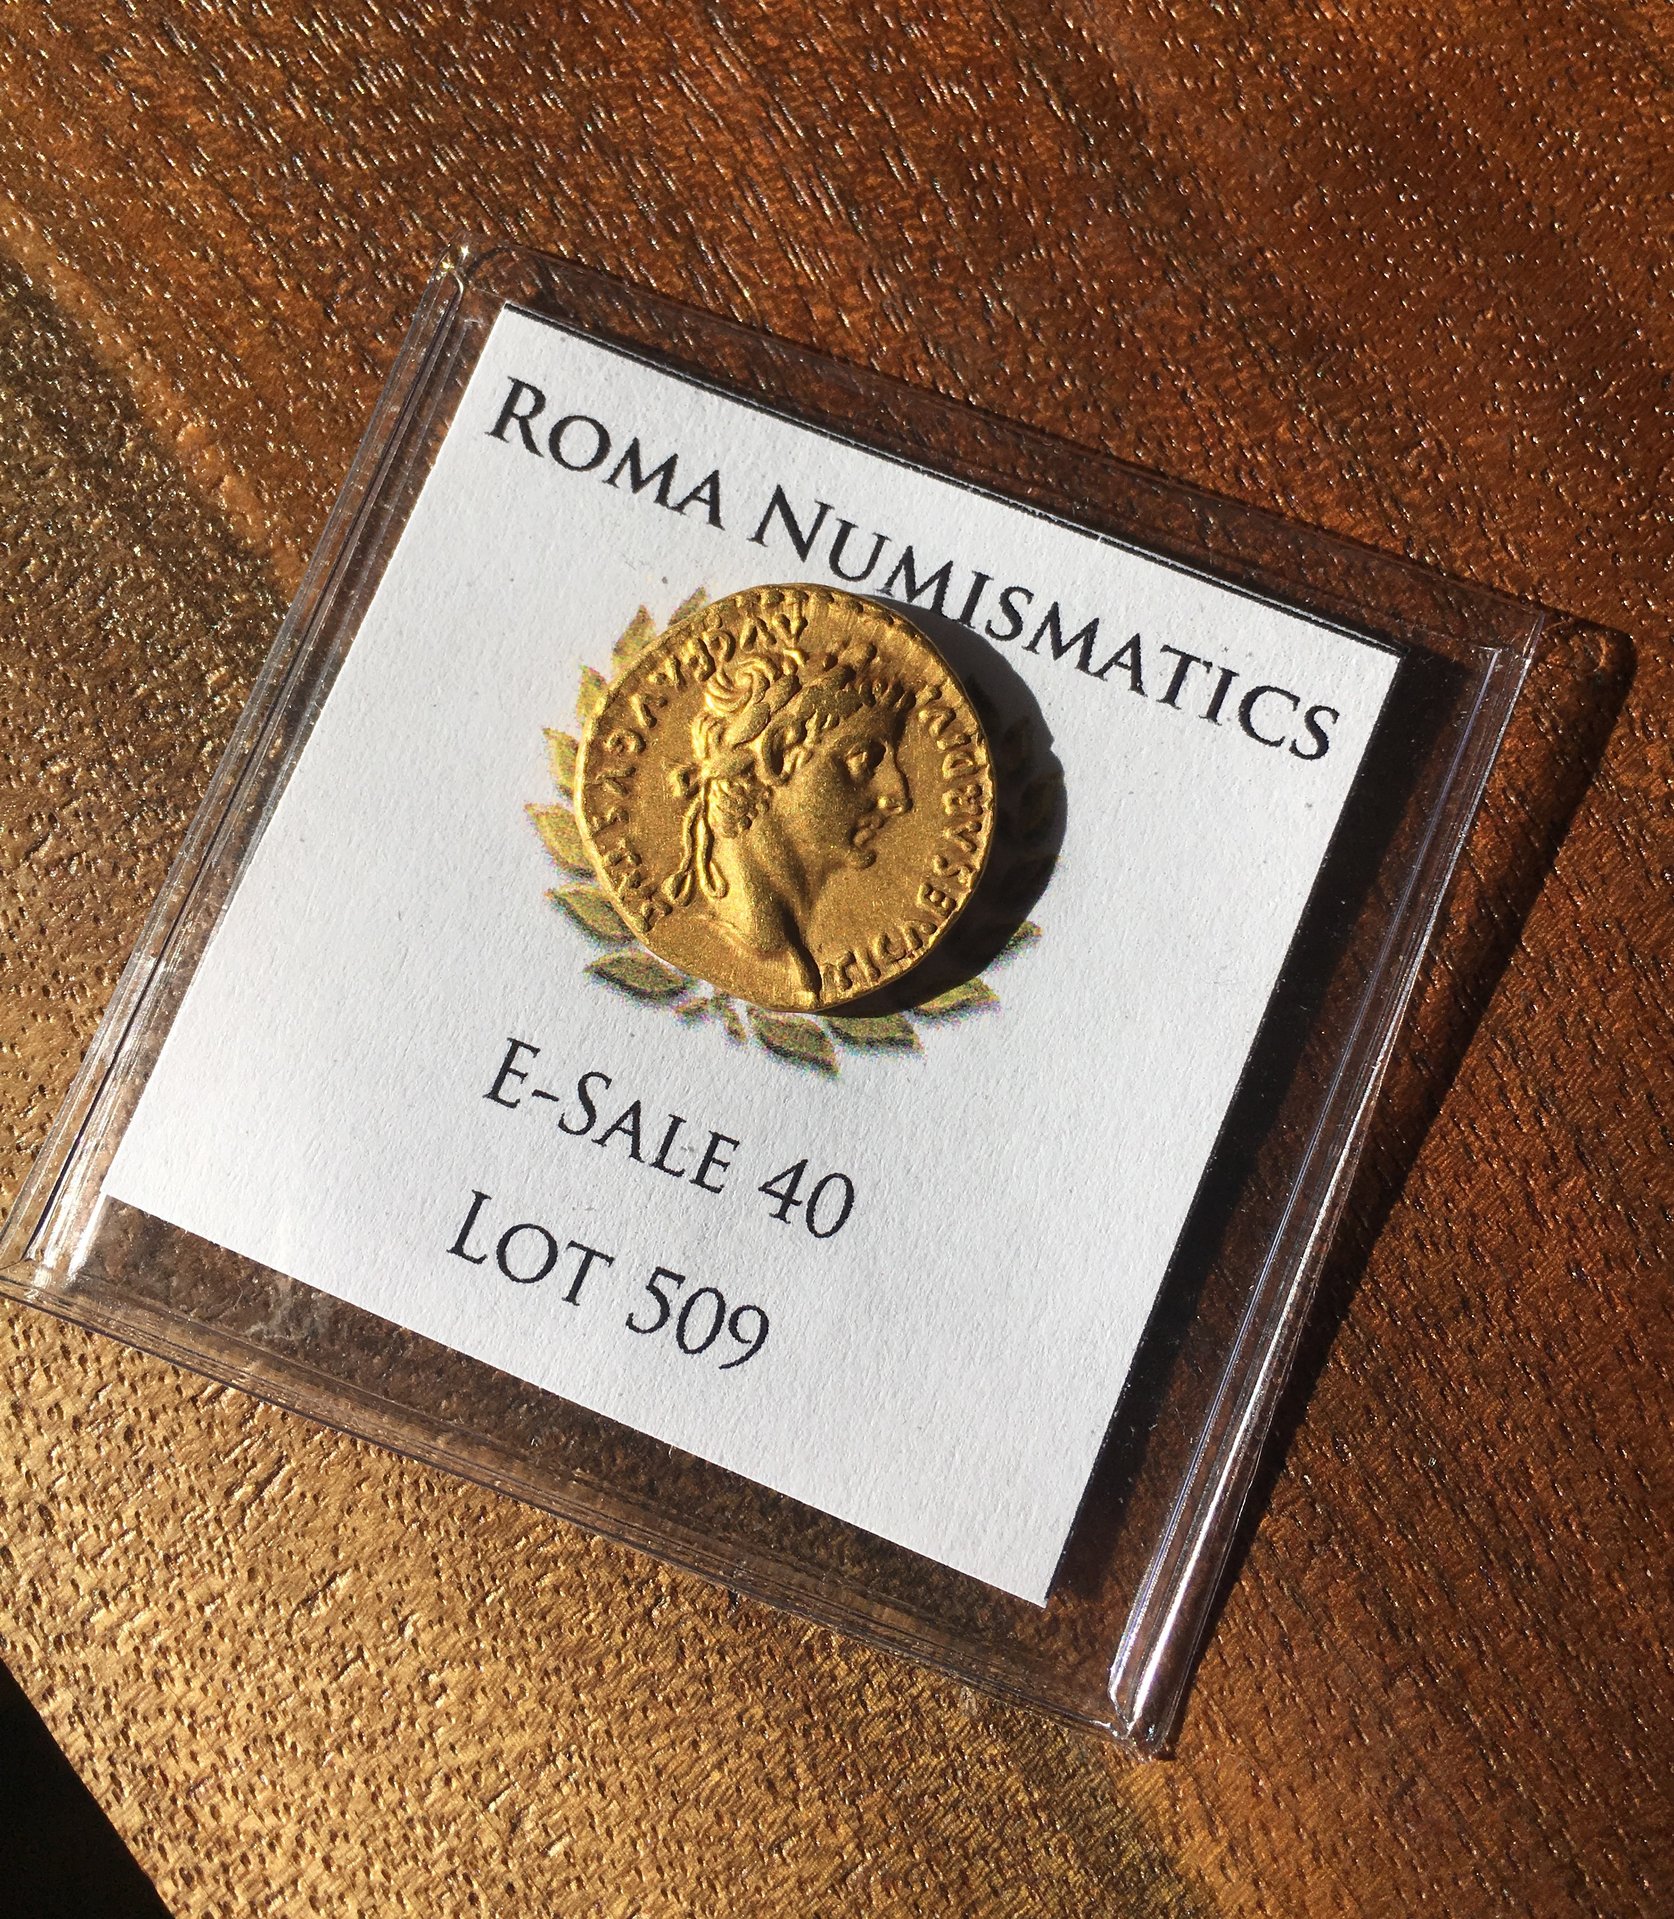 ROMA NUMISMATICS
E-SALE 40
LOT 509